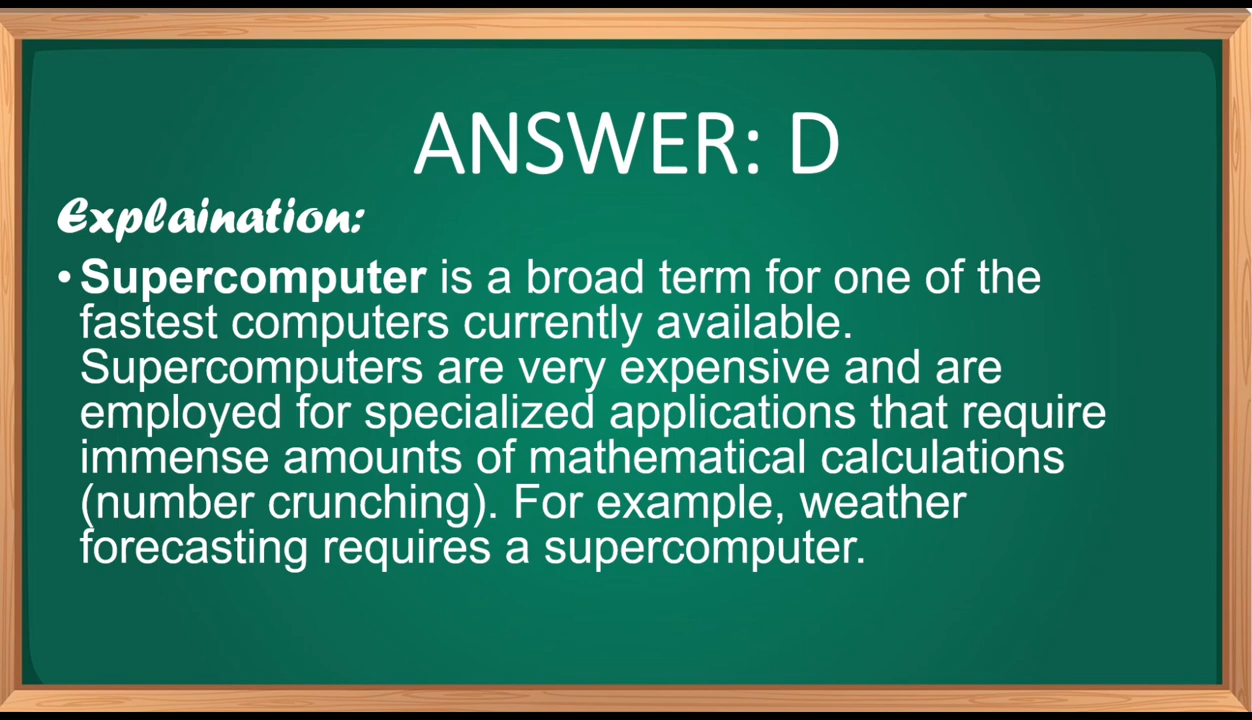 ANSWER: D
Explaination:
• Supercomputer is a broad term for one of the
fastest computers currently available.
Supercomputers are very expensive and are
employed for specialized applications that require
immense amounts of mathematical calculations
(number crunching). For example, weather
forecasting requires a supercomputer.